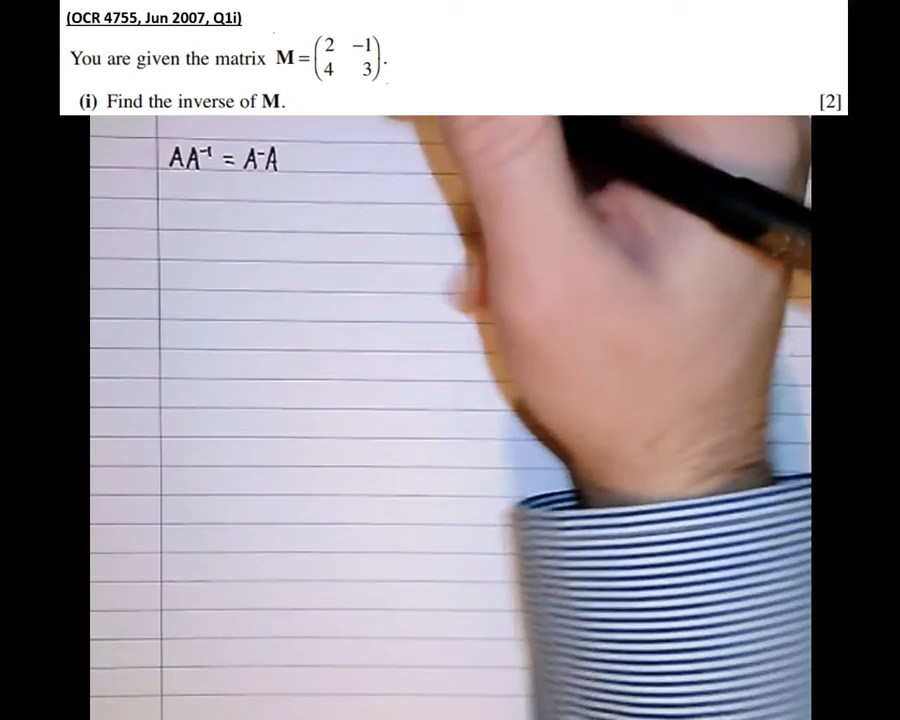 (OCR 4755, Jun 2007, Q1i)
You are given the matrix M = (2 −1
4 3).
(i) Find the inverse of M. [2]
AA⁻¹ = A⁻A